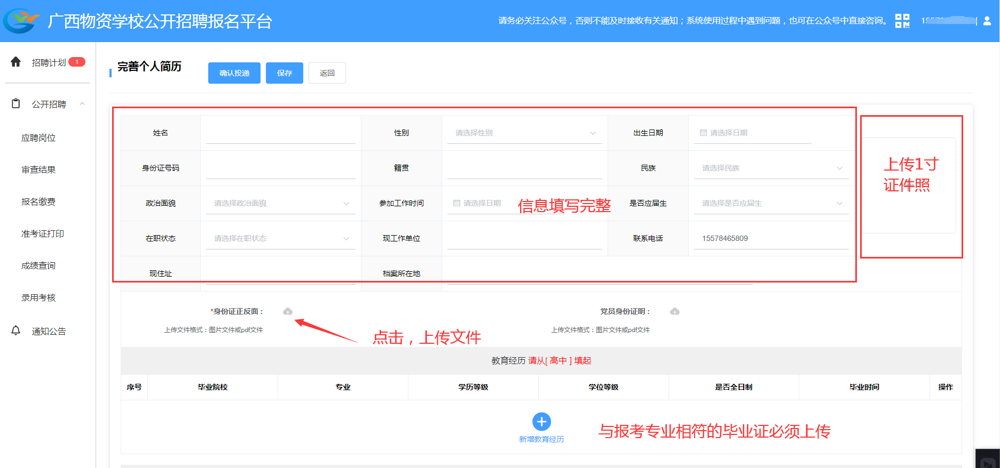 广西物资学校公开招聘报名平台
请务必关注公众号，否则不能及时接收有关通知；系统使用过程中遇到问题，也可在公众号中直接咨询。
招聘计划 1
公开招聘
应聘岗位
审查结果
报名缴费
准考证打印
成绩查询
录用考核
通知公告
完善个人简历 确认投递 保存 返回
姓名 性别 请选择性别 出生日期 请选择日期
身份证号码 籍贯 民族 请选择民族
政治面貌 请选择政治面貌 参加工作时间 请选择日期 是否应届生 请选择是否应届生
信息填写完整
在职状态 请选择在职状态 现工作单位 联系电话 15578465809
现住址 档案所在地
上传1寸
证件照
*身份证正反面： 党员身份证明：
上传文件格式：图片文件或pdf文件 上传文件格式：图片文件或pdf文件
点击，上传文件
教育经历 请从[ 高中 ] 填起
序号 毕业院校 专业 学历等级 学位等级 是否全日制 毕业时间 操作
新增教育经历
与报考专业相符的毕业证必须上传